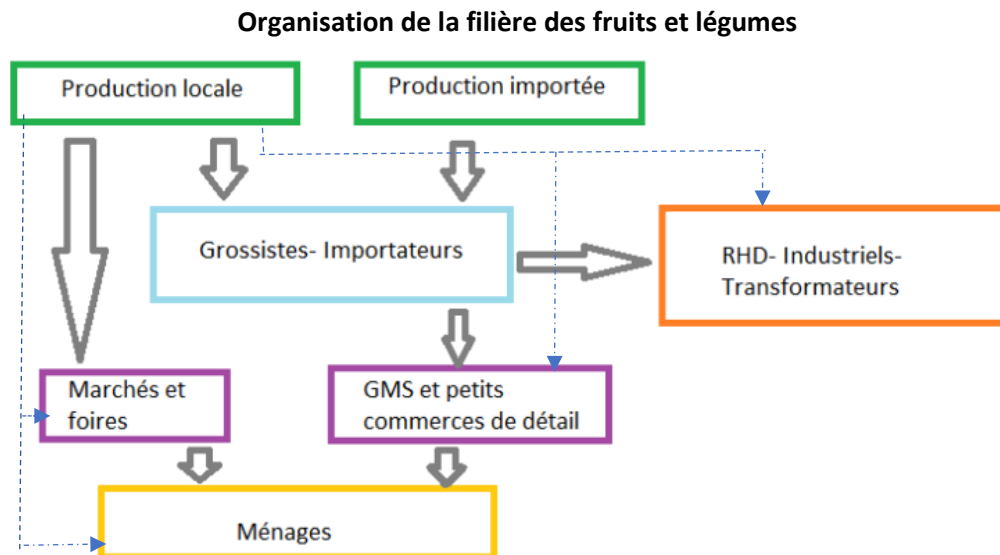 Organisation de la filière des fruits et légumes
Production locale
Production importée
Grossistes- Importateurs
RHD- Industriels-
Transformateurs
Marchés et
foires
GMS et petits
commerces de détail
Ménages